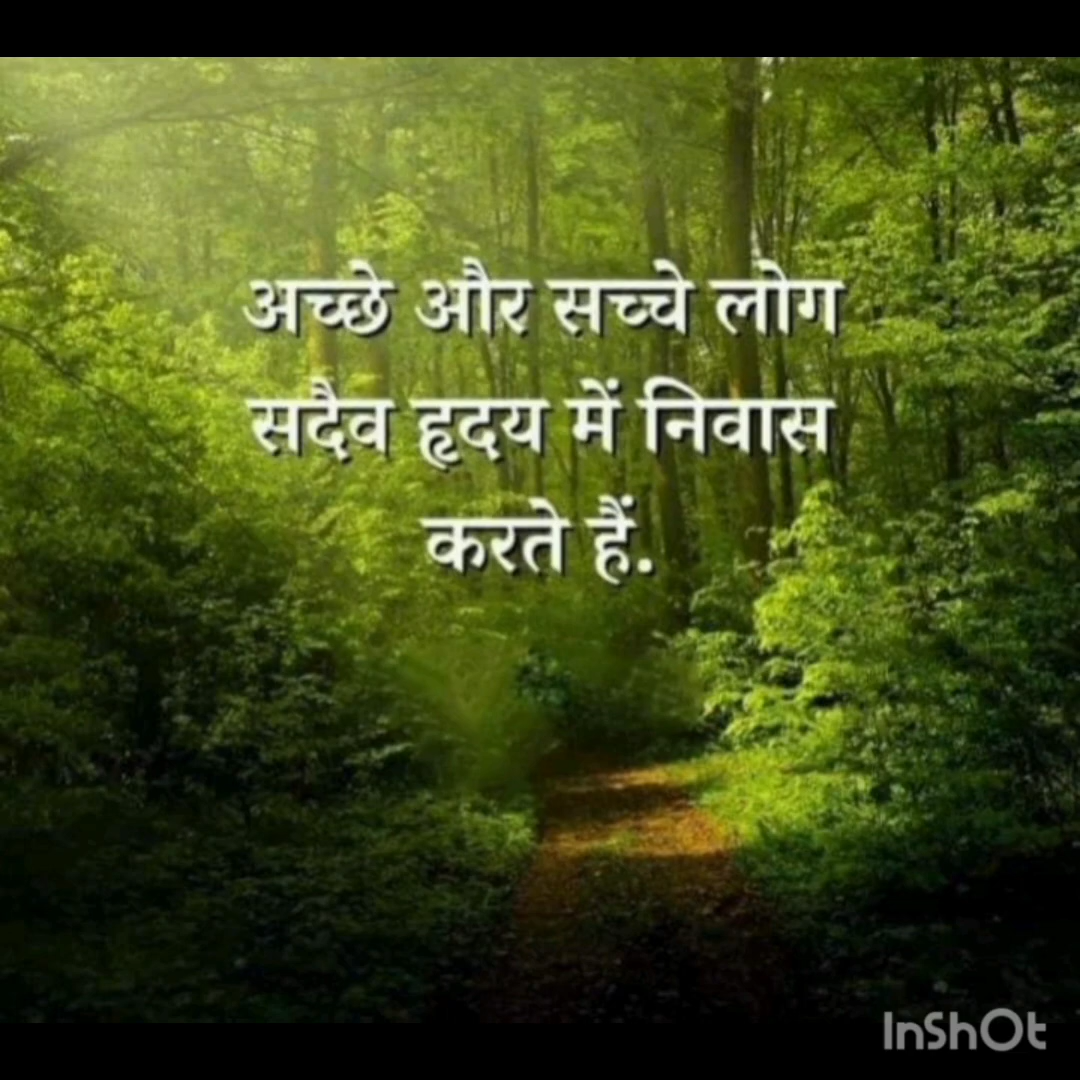 अच्छे और सच्चे लोग
सदैव हृदय में निवास
करते हैं.
InShOt